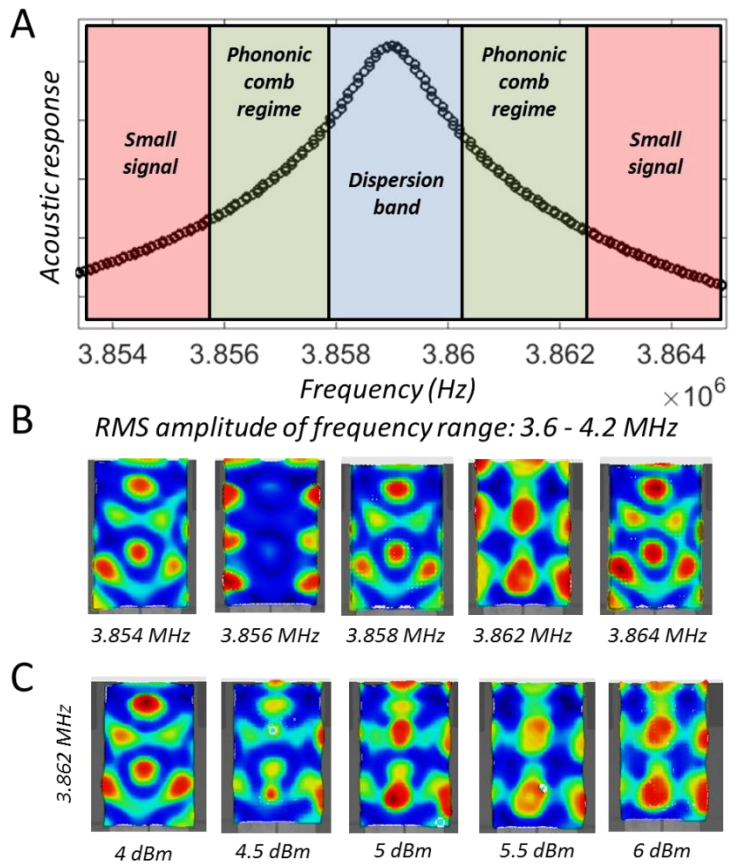 A
Acoustic response
Small
signal
Phononic
comb
regime
Dispersion
band
Phononic
comb
regime
Small
signal
3.854 3.856 3.858 3.86 3.862 3.864
Frequency (Hz)
×10⁶
B
RMS amplitude of frequency range: 3.6 - 4.2 MHz
3.854 MHz 3.856 MHz 3.858 MHz 3.862 MHz 3.864 MHz
C
3.862 MHz
4 dBm 4.5 dBm 5 dBm 5.5 dBm 6 dBm